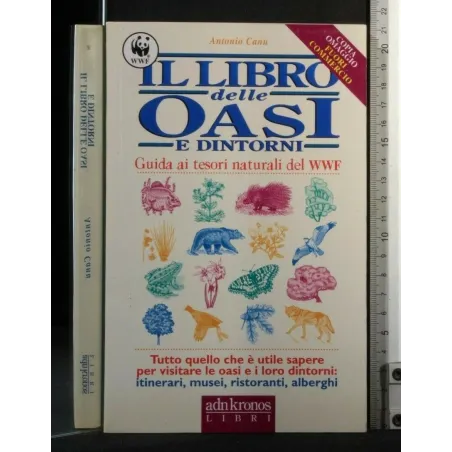 E DINTORNI
IL LIBRO DELLE OASI
Antonio Canu
LIBRI
adnkronos
WWF
Antonio Canu
COPIA
OMAGGIO
FUORI
COMMERCIO
IL LIBRO
delle
OASI
E DINTORNI
Guida ai tesori naturali del WWF
Tutto quello che è utile sapere
per visitare le oasi e i loro dintorni:
itinerari, musei, ristoranti, alberghi
adnkronos
LIBRI